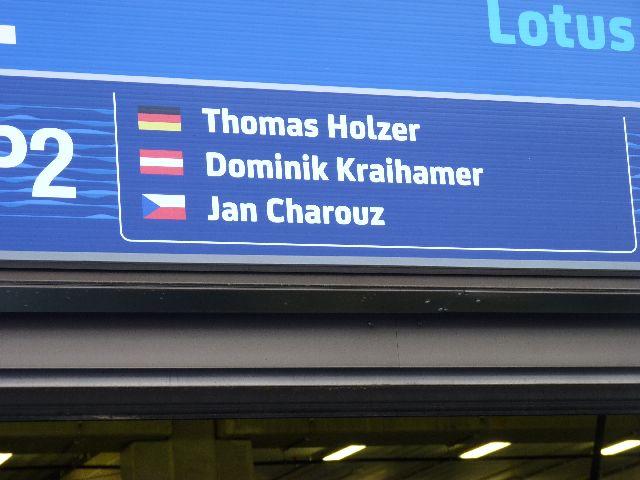 Lotus
P2
Thomas Holzer
Dominik Kraihamer
Jan Charouz